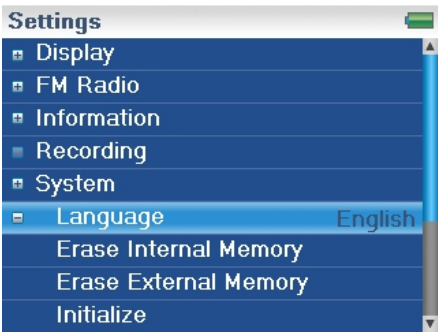 Settings
Display
FM Radio
Information
Recording
System
Language English
Erase Internal Memory
Erase External Memory
Initialize